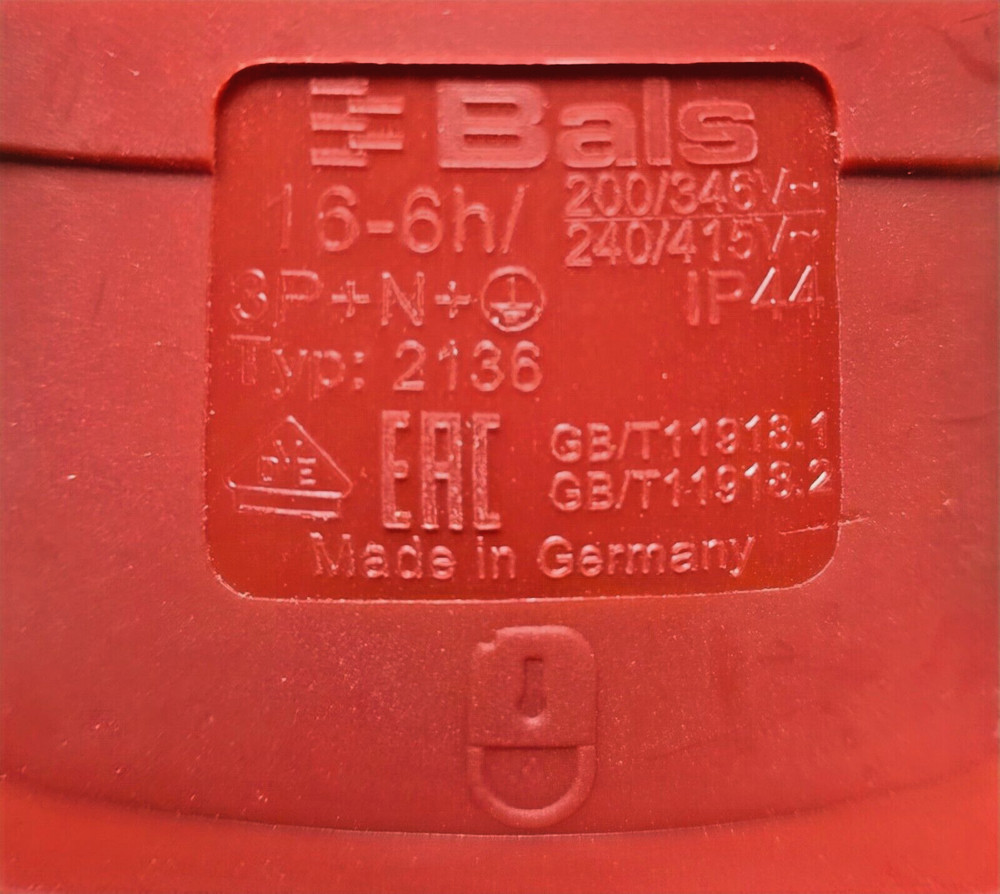 Bals
16-6h/ 200/346V~
240/415V~
3P+N+⏚ IP44
Typ: 2136
VDE EAC GB/T11918.1
GB/T11918.2
Made in Germany